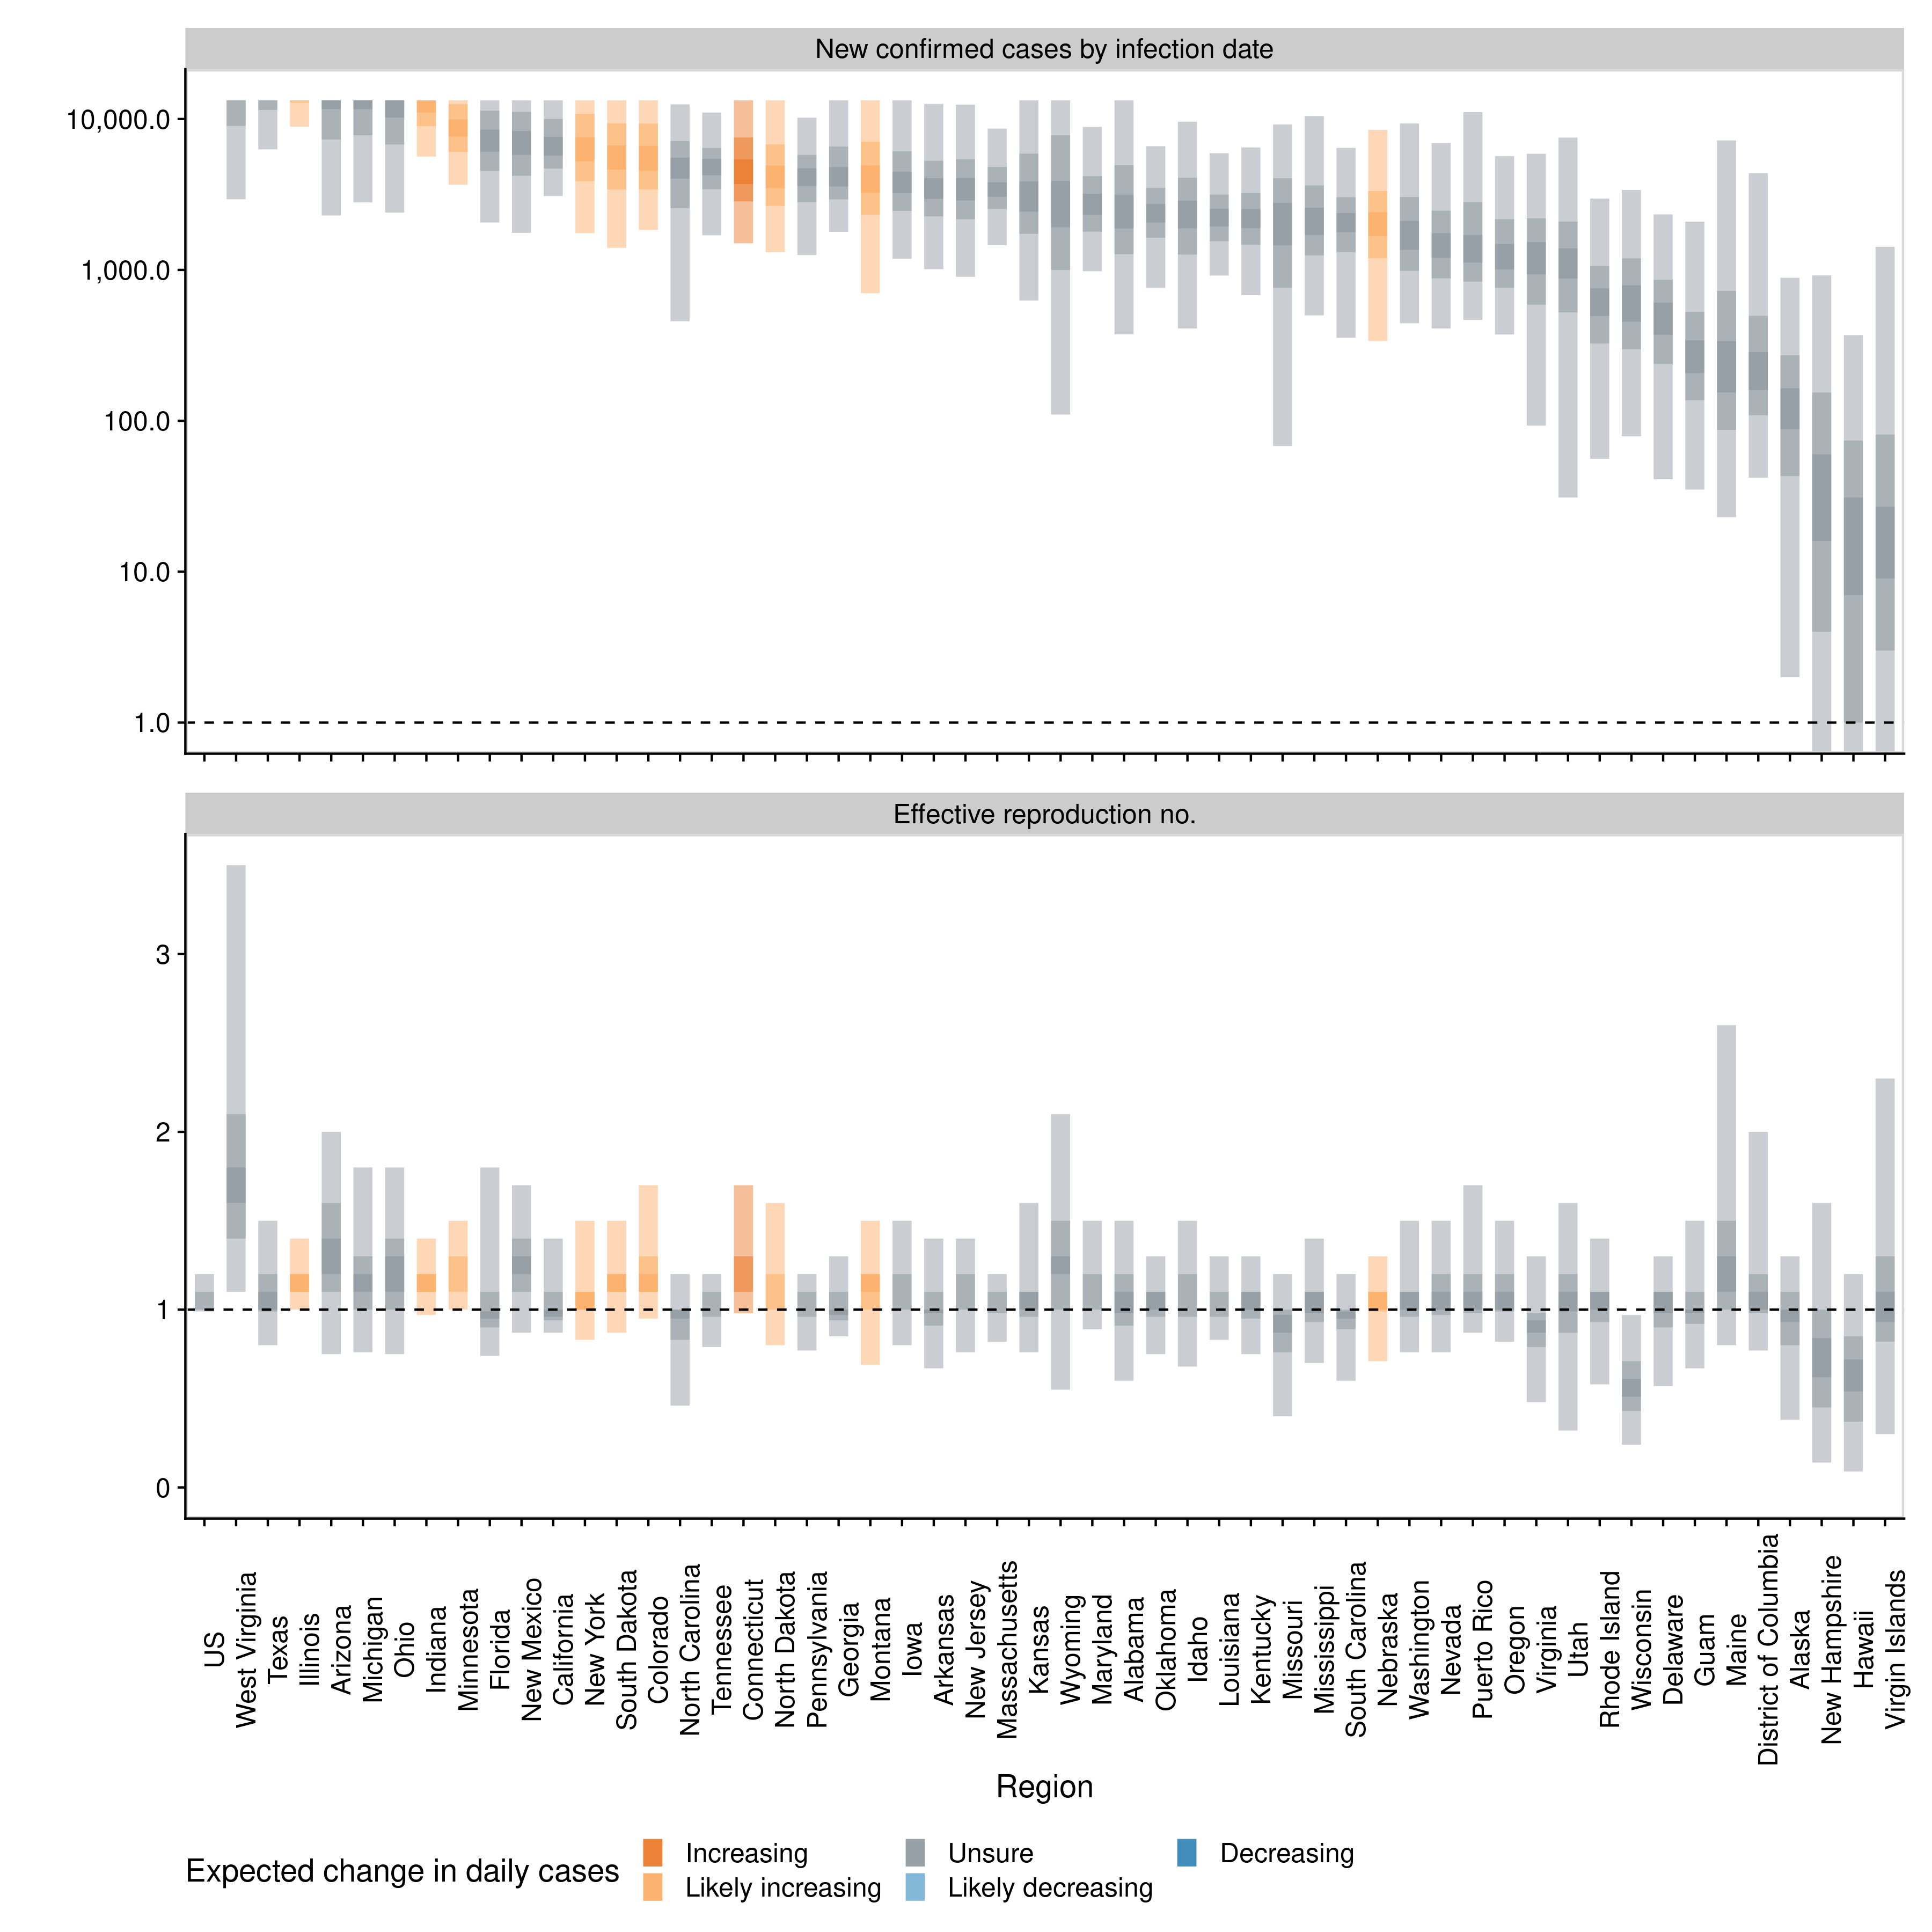 New confirmed cases by infection date
10,000.0
1,000.0
100.0
10.0
1.0
Effective reproduction no.
3
2
1
0
US
West Virginia
Texas
Illinois
Arizona
Michigan
Ohio
Indiana
Minnesota
Florida
New Mexico
California
New York
South Dakota
Colorado
North Carolina
Tennessee
Connecticut
North Dakota
Pennsylvania
Georgia
Montana
Iowa
Arkansas
New Jersey
Massachusetts
Kansas
Wyoming
Maryland
Alabama
Oklahoma
Idaho
Louisiana
Kentucky
Missouri
Mississippi
South Carolina
Nebraska
Washington
Nevada
Puerto Rico
Oregon
Virginia
Utah
Rhode Island
Wisconsin
Delaware
Guam
Maine
District of Columbia
Alaska
New Hampshire
Hawaii
Virgin Islands
Region
Expected change in daily cases
Increasing
Likely increasing
Unsure
Likely decreasing
Decreasing